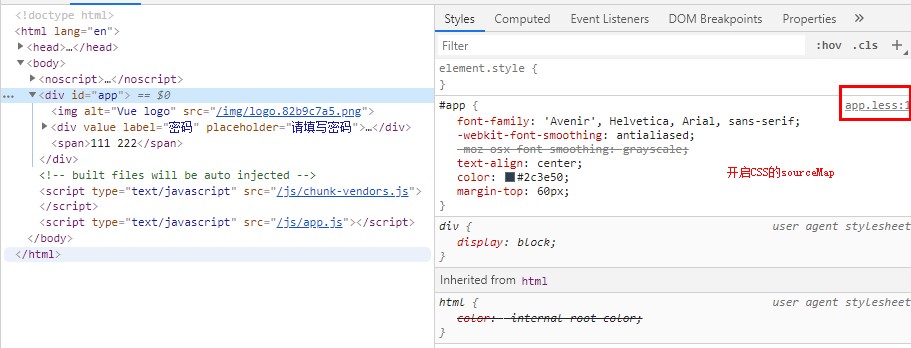 <!doctype html>
<html lang="en">
<head>…</head>
<body>
<noscript>…</noscript>
… <div id="app"> == $0
<img alt="Vue logo" src="/img/logo.82b9c7a5.png">
<div value label="密码" placeholder="请填写密码">…</div>
<span>111 222</span>
</div>
<!-- built files will be auto injected -->
<script type="text/javascript" src="/js/chunk-vendors.js">
</script>
<script type="text/javascript" src="/js/app.js"></script>
</body>
</html>
Styles Computed Event Listeners DOM Breakpoints Properties »
Filter :hov .cls +
element.style {
}
#app { app.less:1
font-family: 'Avenir', Helvetica, Arial, sans-serif;
-webkit-font-smoothing: antialiased;
-moz-osx-font-smoothing: grayscale;
text-align: center;
color: #2c3e50;
margin-top: 60px;
}
开启CSS的sourceMap
div { user agent stylesheet
display: block;
}
Inherited from html
html { user agent stylesheet
color: -internal-root-color;
}